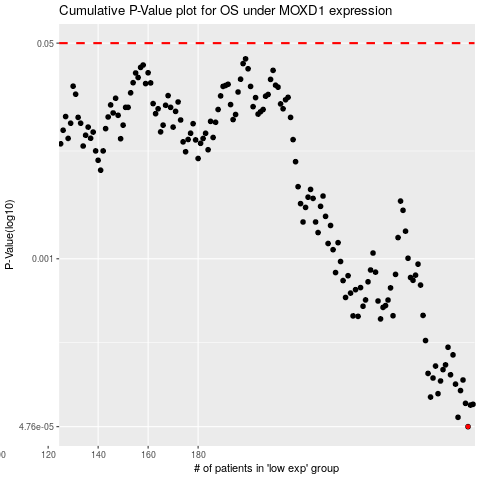 Cumulative P-Value plot for OS under MOXD1 expression
P-Value(log10)
0.05
0.001
4.76e-05
00 120 140 160 180
# of patients in 'low exp' group